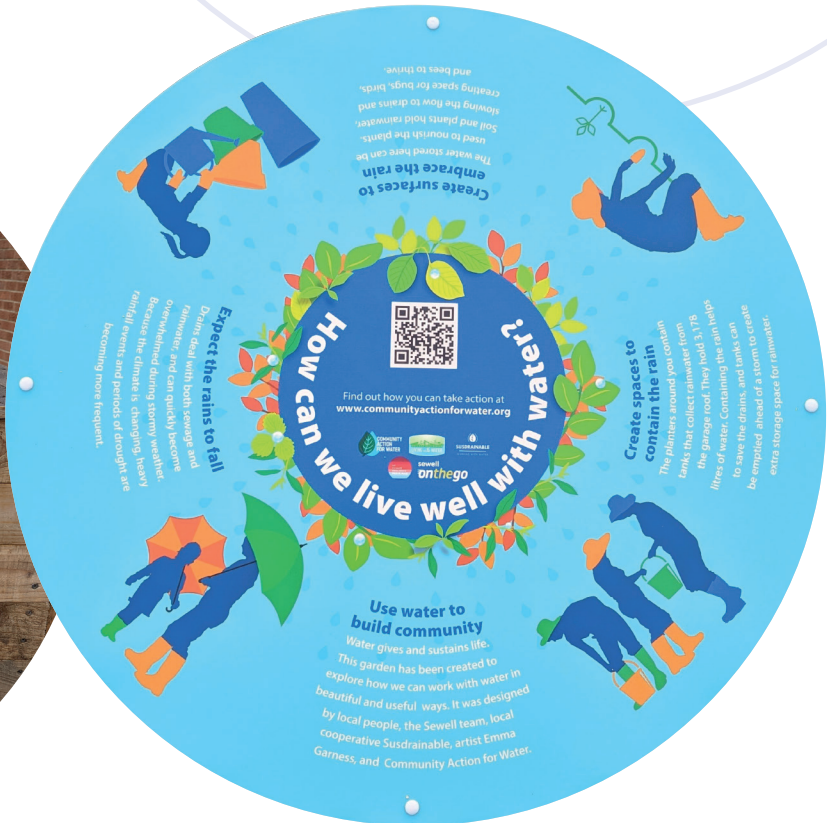 How can we live well with water?
Find out how you can take action at
www.communityactionforwater.org
COMMUNITY
ACTION
FOR WATER
SUSDRAINABLE
sewell
onthego
Create surfaces to
embrace the rain
The water stored here can be
used to nourish the plants.
Soil and plants hold rainwater,
slowing the flow to drains and
creating space for bugs, birds,
and bees to thrive.
Create spaces to
contain the rain
The planters around you contain
tanks that collect rainwater from
the garage roof. They hold 3,178
litres of water. Containing the rain helps
to save the drains, and tanks can
be emptied ahead of a storm to create
extra storage space for rainwater.
Use water to
build community
Water gives and sustains life.
This garden has been created to
explore how we can work with water in
beautiful and useful ways. It was designed
by local people, the Sewell team, local
cooperative Susdrainable, artist Emma
Garness, and Community Action for Water.
Expect the rains to fall
Drains deal with both sewage and
rainwater and can quickly become
overwhelmed during stormy weather.
Because the climate is changing, heavy
rainfall events and periods of drought are
becoming more frequent.